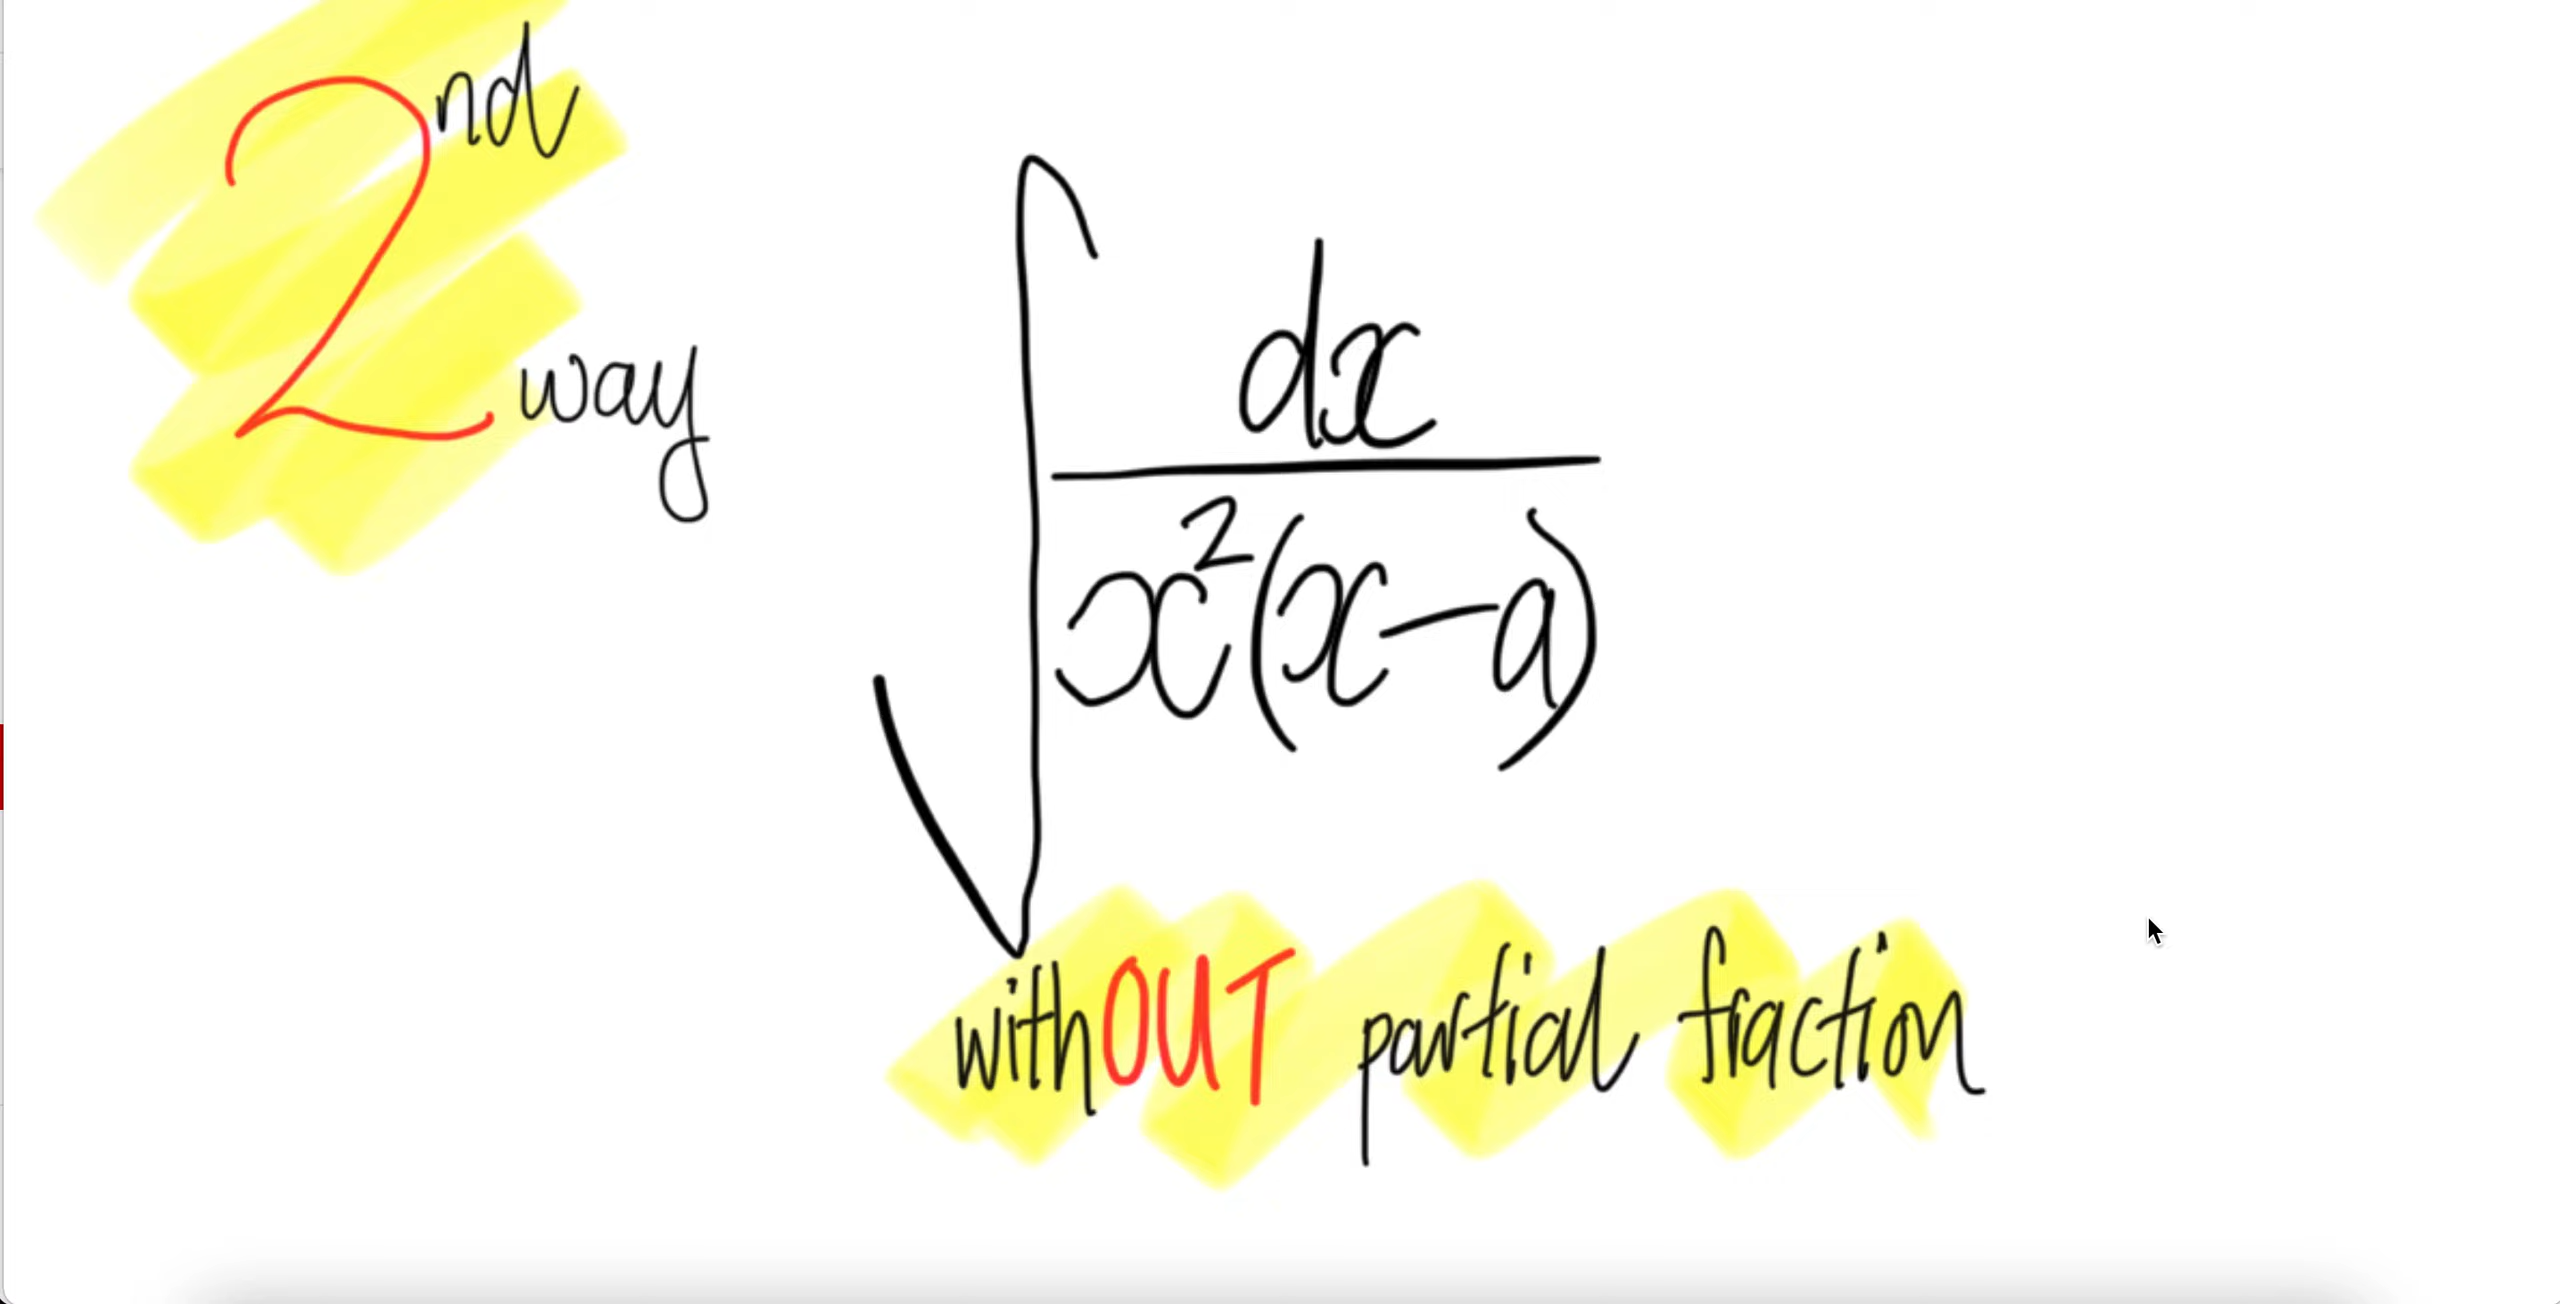 2nd
way
∫ dx
x²(x-a)
withOUT partial fraction